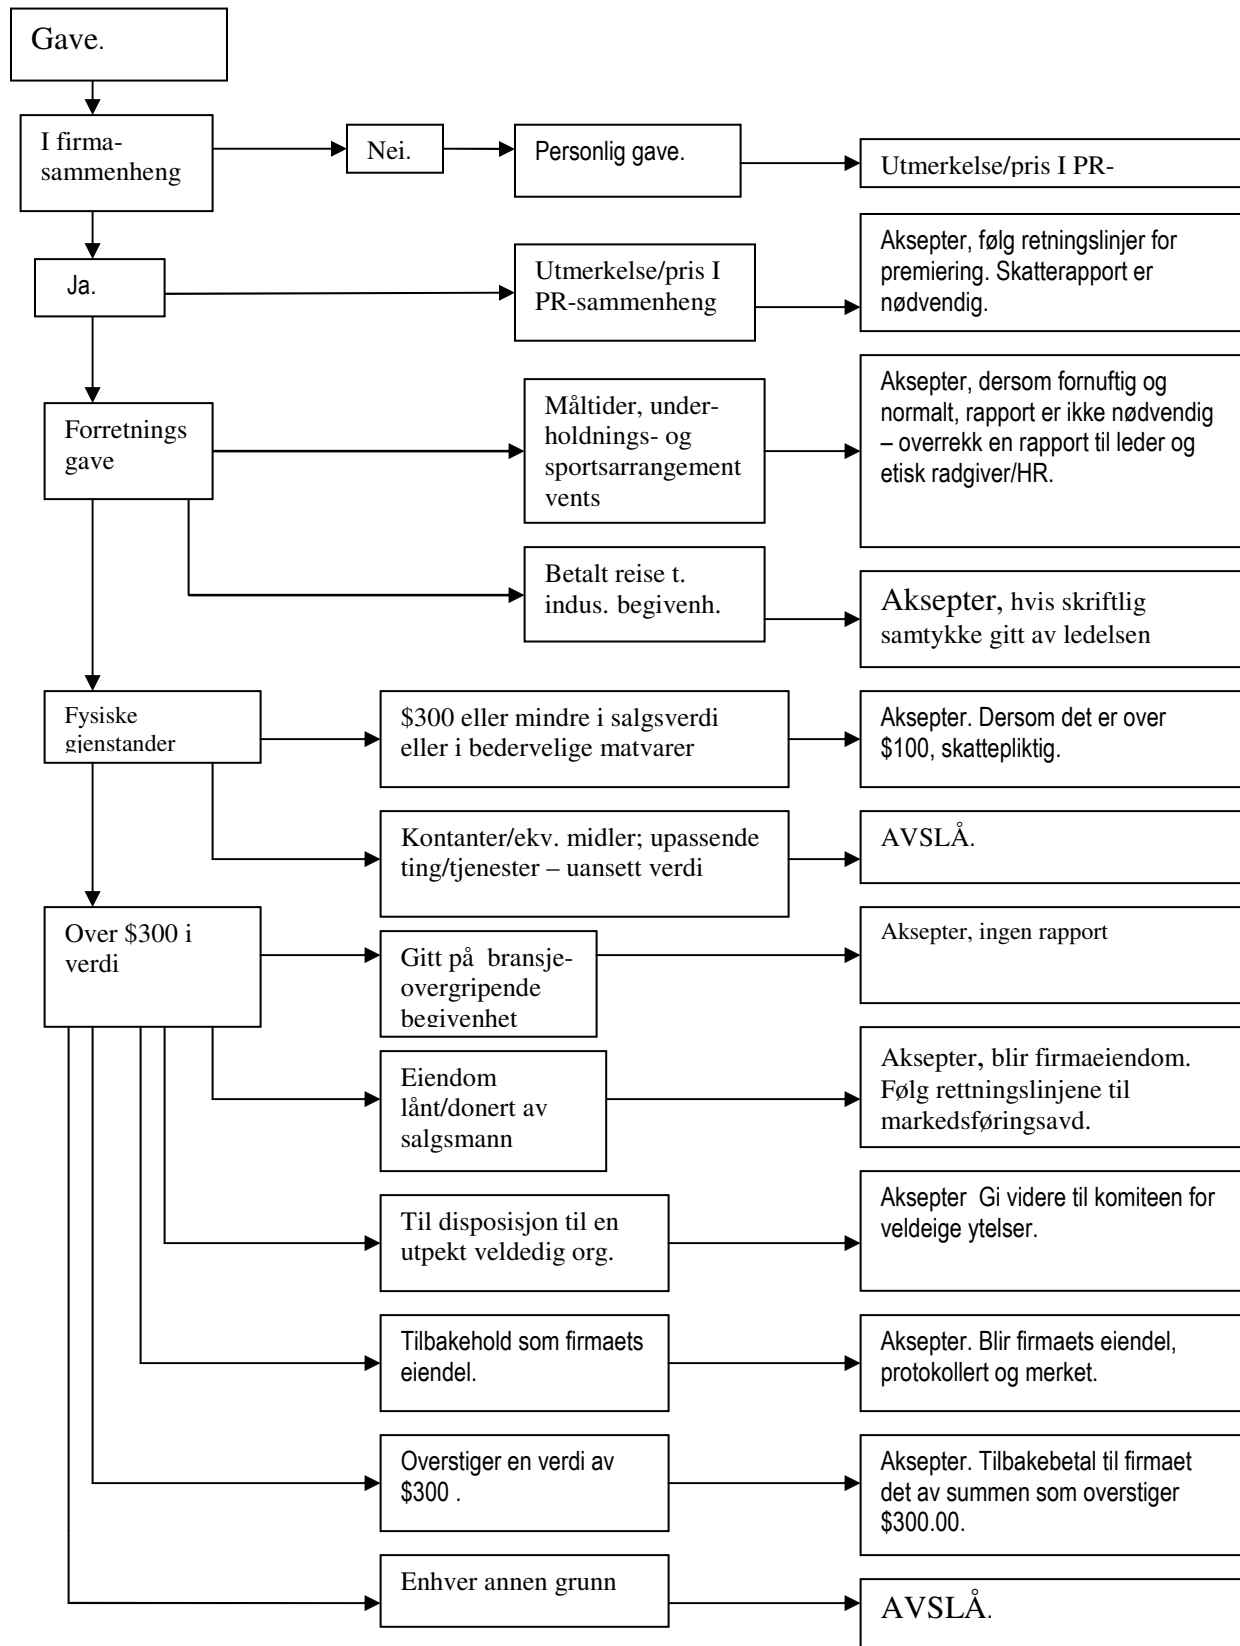 Gave.
I firma-
sammenheng
Nei.
Personlig gave.
Utmerkelse/pris I PR-
Ja.
Utmerkelse/pris I
PR-sammenheng
Aksepter, følg retningslinjer for
premiering. Skatterapport er
nødvendig.
Forretnings
gave
Måltider, under-
holdnings- og
sportsarrangement
vents
Aksepter, dersom fornuftig og
normalt, rapport er ikke nødvendig
– overrekk en rapport til leder og
etisk radgiver/HR.
Betalt reise t.
indus. begivenh.
Aksepter, hvis skriftlig
samtykke gitt av ledelsen
Fysiske
gjenstander
$300 eller mindre i salgsverdi
eller i bedervelige matvarer
Aksepter. Dersom det er over
$100, skattepliktig.
Kontanter/ekv. midler; upassende
ting/tjenester – uansett verdi
AVSLÅ.
Over $300 i
verdi
Gitt på bransje-
overgripende
begivenhet
Aksepter, ingen rapport
Eiendom
lånt/donert av
salgsmann
Aksepter, blir firmaeiendom.
Følg rettningslinjene til
markedsføringsavd.
Til disposisjon til en
utpekt veldedig org.
Aksepter Gi videre til komiteen for
veldeige ytelser.
Tilbakehold som firmaets
eiendel.
Aksepter. Blir firmaets eiendel,
protokollert og merket.
Overstiger en verdi av
$300 .
Aksepter. Tilbakebetal til firmaet
det av summen som overstiger
$300.00.
Enhver annen grunn
AVSLÅ.